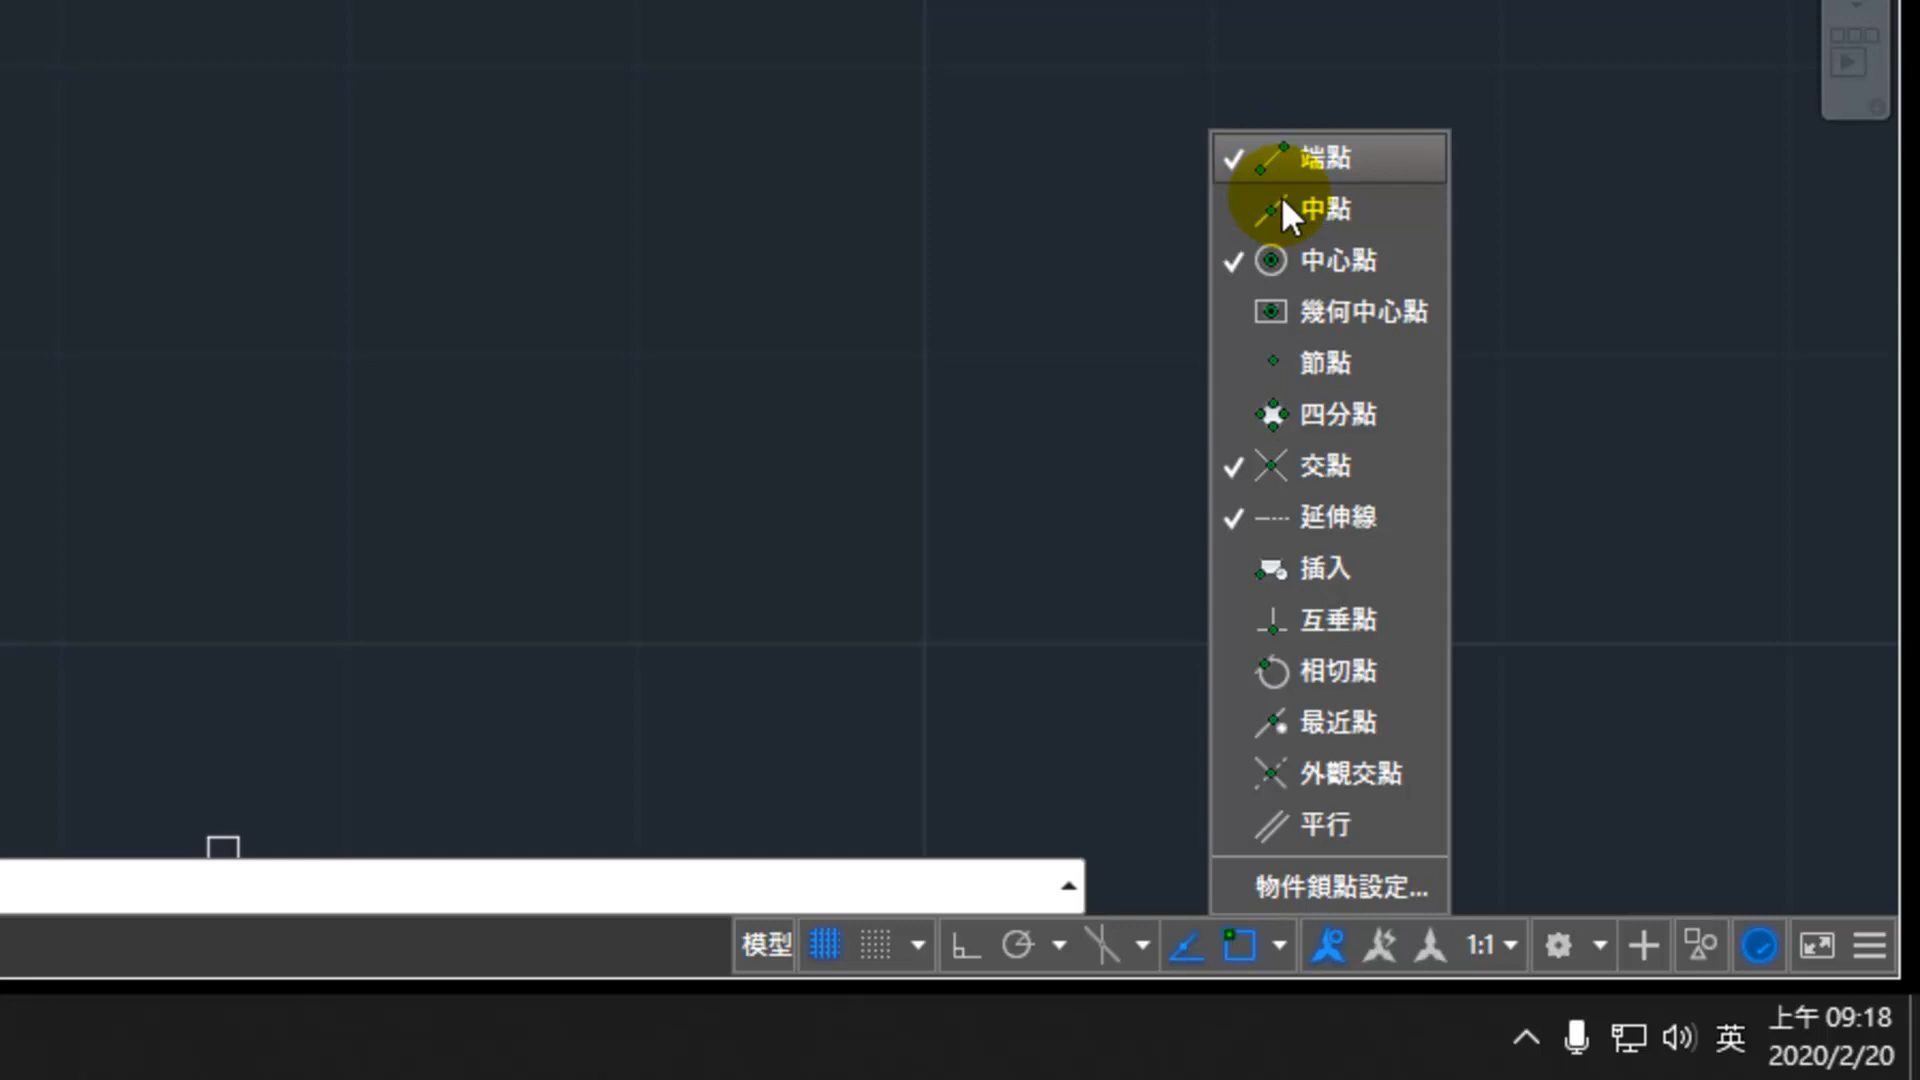 端點
中點
中心點
幾何中心點
節點
四分點
交點
延伸線
插入
互垂點
相切點
最近點
外觀交點
平行
物件鎖點設定...
模型
1:1
英
上午 09:18
2020/2/20